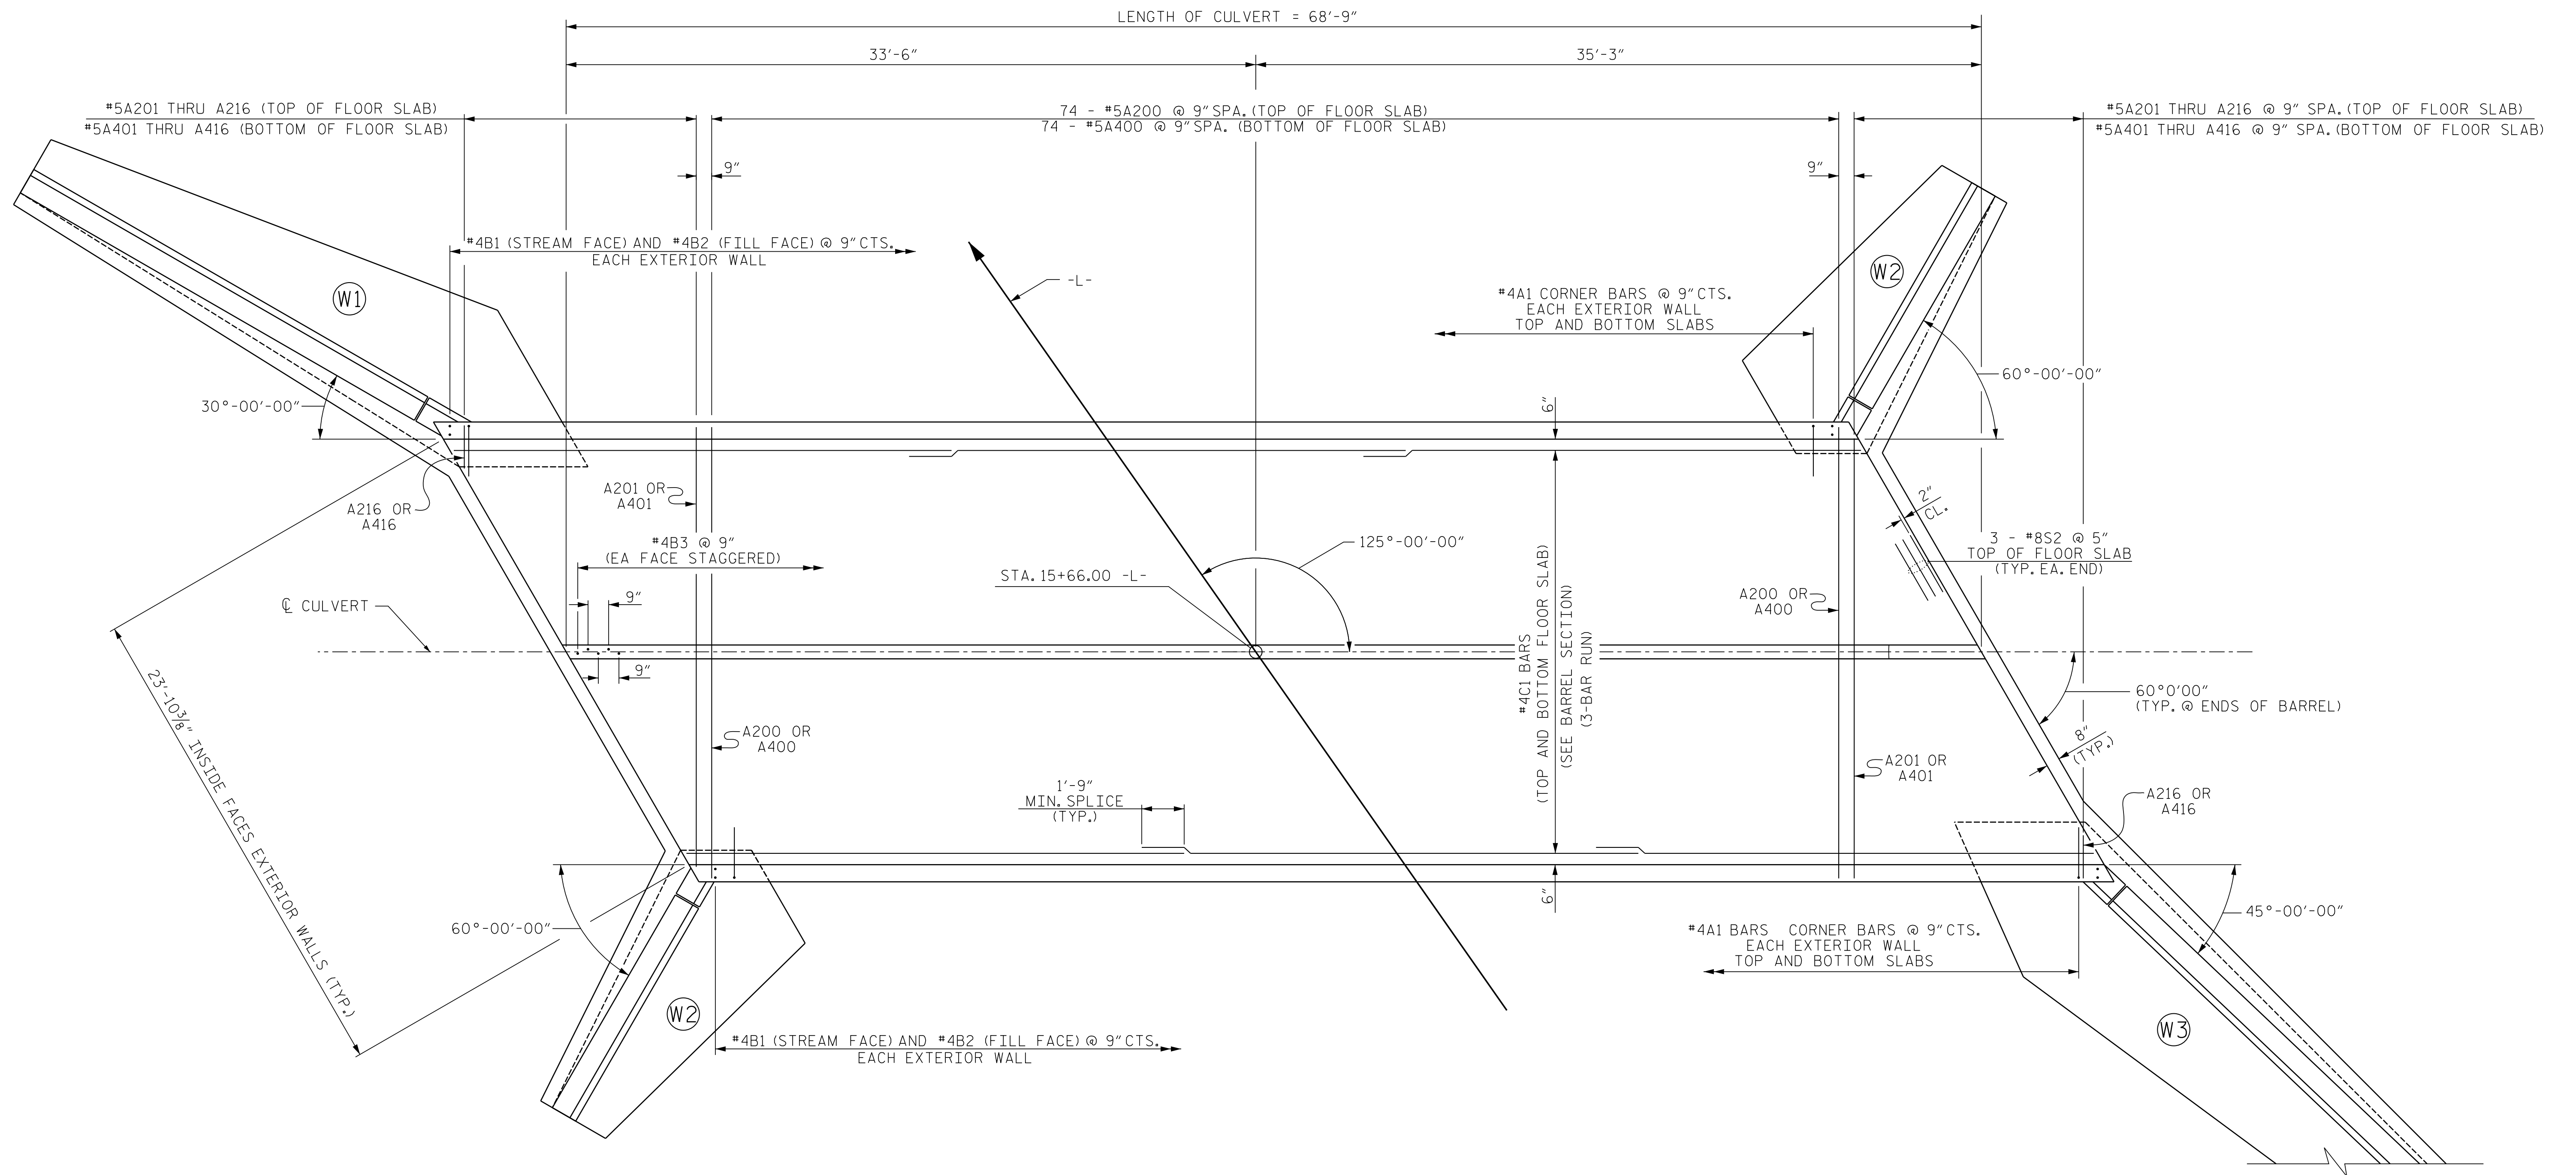 LENGTH OF CULVERT = 68'-9"
33'-6"
35'-3"
#5A201 THRU A216 (TOP OF FLOOR SLAB)
#5A401 THRU A416 (BOTTOM OF FLOOR SLAB)
74 - #5A200 @ 9" SPA. (TOP OF FLOOR SLAB)
74 - #5A400 @ 9" SPA. (BOTTOM OF FLOOR SLAB)
#5A201 THRU A216 @ 9" SPA. (TOP OF FLOOR SLAB)
#5A401 THRU A416 @ 9" SPA. (BOTTOM OF FLOOR SLAB)
9"
9"
#4B1 (STREAM FACE) AND #4B2 (FILL FACE) @ 9" CTS.
EACH EXTERIOR WALL
W1
-L-
W2
#4A1 CORNER BARS @ 9" CTS.
EACH EXTERIOR WALL
TOP AND BOTTOM SLABS
60°-00'-00"
30°-00'-00"
6"
A216 OR
A416
A201 OR
A401
2"
CL.
3 - #8S2 @ 5"
TOP OF FLOOR SLAB
(TYP. EA. END)
#4B3 @ 9"
(EA FACE STAGGERED)
125°-00'-00"
STA. 15+66.00 -L-
9"
℄ CULVERT
A200 OR
A400
#4C1 BARS
(TOP AND BOTTOM FLOOR SLAB)
(SEE BARREL SECTION)
(3-BAR RUN)
9"
60°0'00"
(TYP. @ ENDS OF BARREL)
8"
(TYP.)
A200 OR
A400
A201 OR
A401
23'-10 3/8" INSIDE FACES EXTERIOR WALLS (TYP.)
1'-9"
MIN. SPLICE
(TYP.)
A216 OR
A416
6"
60°-00'-00"
45°-00'-00"
#4A1 BARS CORNER BARS @ 9" CTS.
EACH EXTERIOR WALL
TOP AND BOTTOM SLABS
W2
W3
#4B1 (STREAM FACE) AND #4B2 (FILL FACE) @ 9" CTS.
EACH EXTERIOR WALL